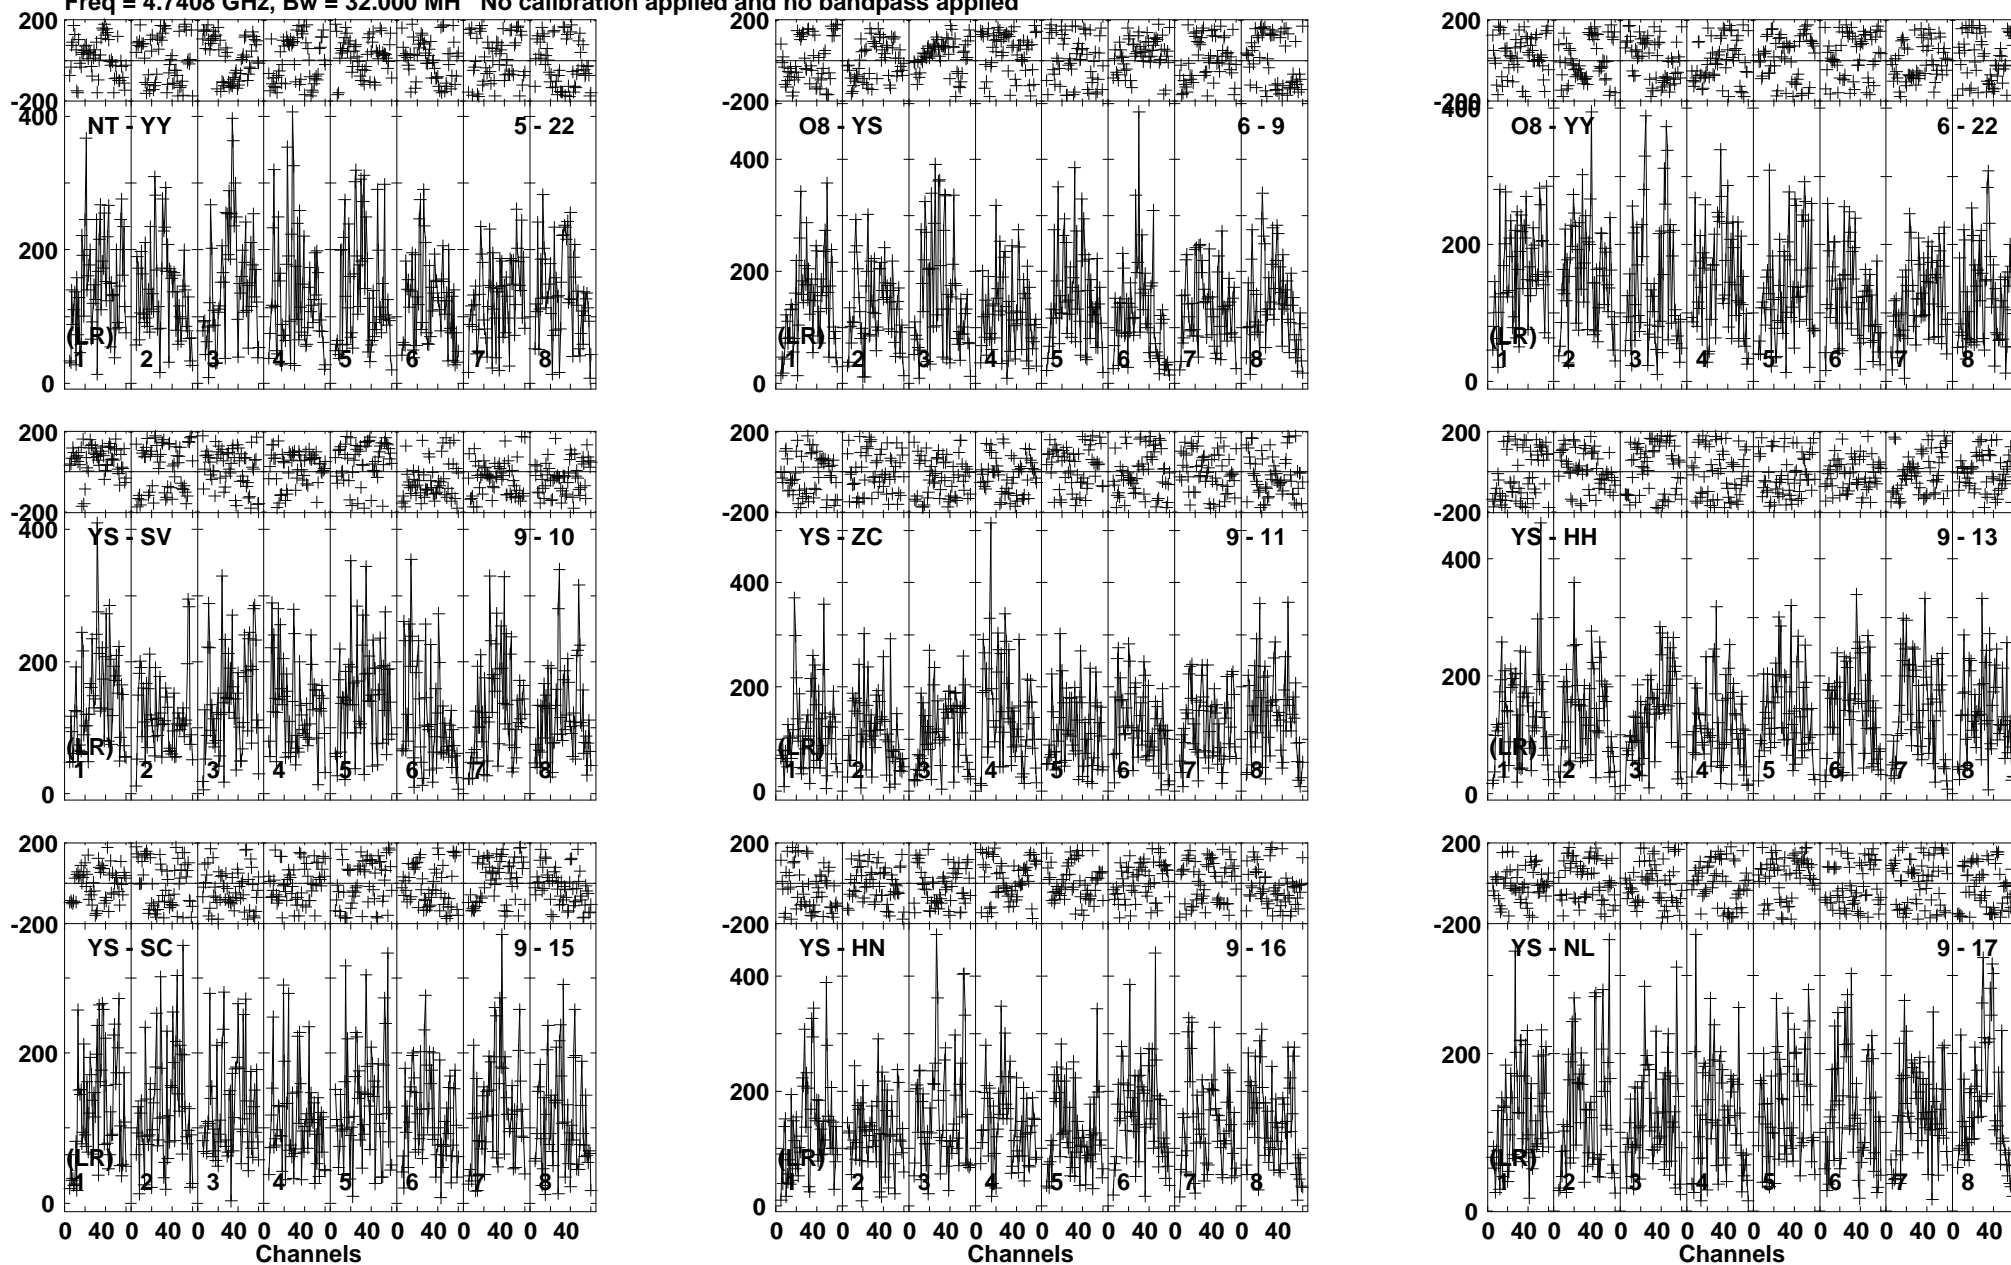 Freq = 4.7408 GHz, Bw = 32.000 MH No calibration applied and no bandpass applied
200 200 200
-200 -200 -200
400 400
NT - YY 5 - 22 O8 - YS 6 - 9 O8 - YY 6 - 22
400
200 200 200
(LR) (LR) (LR)
1 2 3 4 5 6 7 8 1 2 3 4 5 6 7 8 1 2 3 4 5 6 7 8
0 0 0
200 200 200
-200 -200 -200
400
YS - SV 9 - 10 YS - ZC 9 - 11 YS - HH 9 - 13
400 400
200 200 200
(LR) (LR) (LR)
1 2 3 4 5 6 7 8 1 2 3 4 5 6 7 8 1 2 3 4 5 6 7 8
0 0 0
200 200 200
-200 -200 -200
YS - SC 9 - 15 YS - HN 9 - 16 YS - NL 9 - 17
400
200 200 200
(LR) (LR) (LR)
1 2 3 4 5 6 7 8 1 2 3 4 5 6 7 8 1 2 3 4 5 6 7 8
0 0 0
0 40 0 40 0 40 0 40 0 40 0 40 0 40 0 40 0 40 0 40 0 40 0 40 0 40 0 40 0 40 0 40 0 40 0 40 0 40 0 40 0 40 0 40 0 40 0 40
Channels Channels Channels